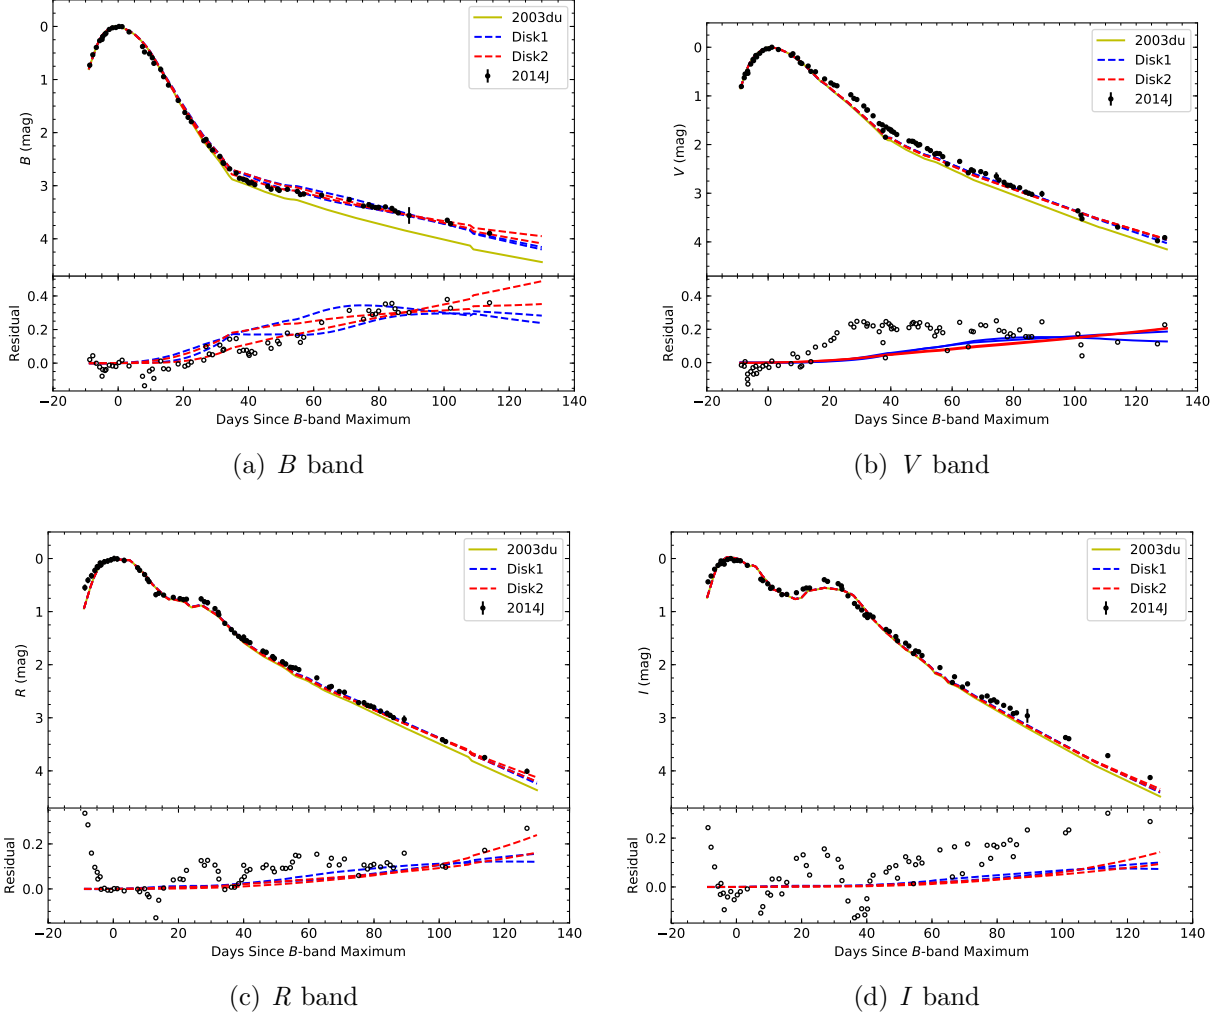 2003du
Disk1
Disk2
2014J
0
1
2
3
4
B (mag)
0.4
0.2
0.0
Residual
−20 0 20 40 60 80 100 120 140
Days Since B-band Maximum
(a) B band
2003du
Disk1
Disk2
2014J
0
1
2
3
4
V (mag)
0.4
0.2
0.0
Residual
−20 0 20 40 60 80 100 120 140
Days Since B-band Maximum
(b) V band
2003du
Disk1
Disk2
2014J
0
1
2
3
4
R (mag)
0.2
0.0
Residual
−20 0 20 40 60 80 100 120 140
Days Since B-band Maximum
(c) R band
2003du
Disk1
Disk2
2014J
0
1
2
3
4
I (mag)
0.2
0.0
Residual
−20 0 20 40 60 80 100 120 140
Days Since B-band Maximum
(d) I band